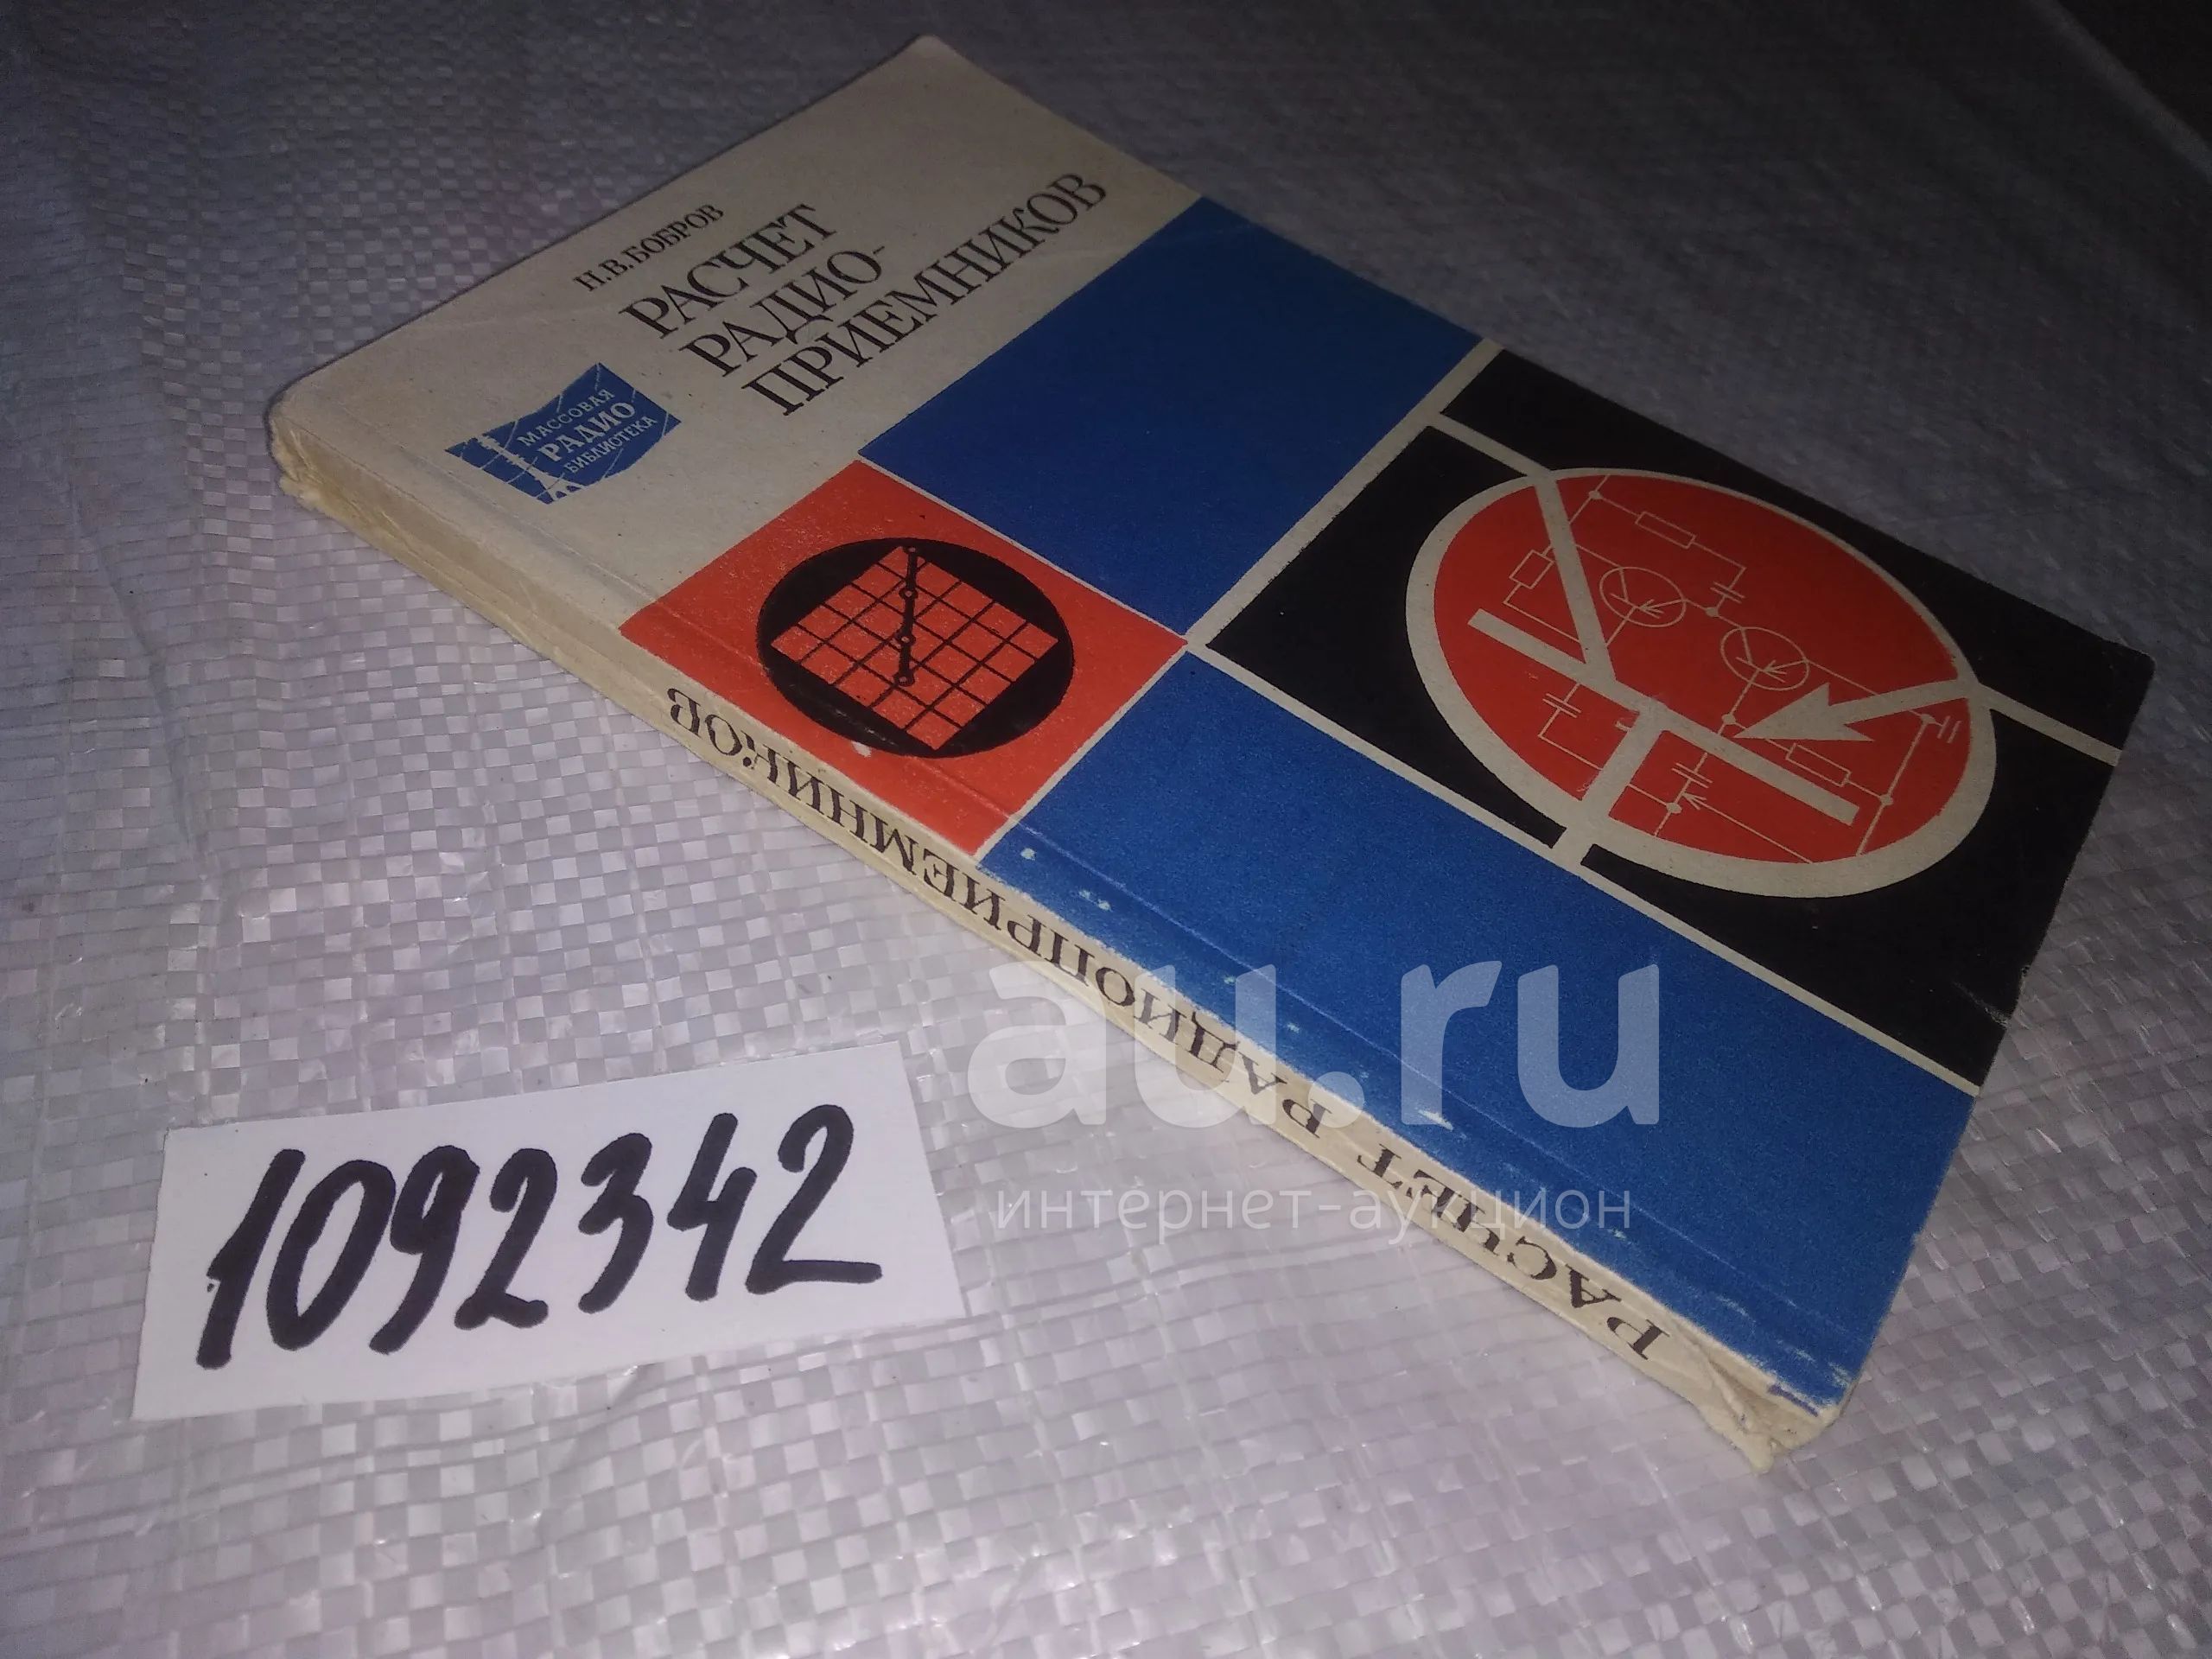 Н.В.БОБРОВ
РАСЧЕТ
РАДИО-
ПРИЕМНИКОВ
МАССОВАЯ
РАДИО
БИБЛИОТЕКА
РАСЧЕТ РАДИОПРИЕМНИКОВ
1092342
au.ru
интернет-аукцион